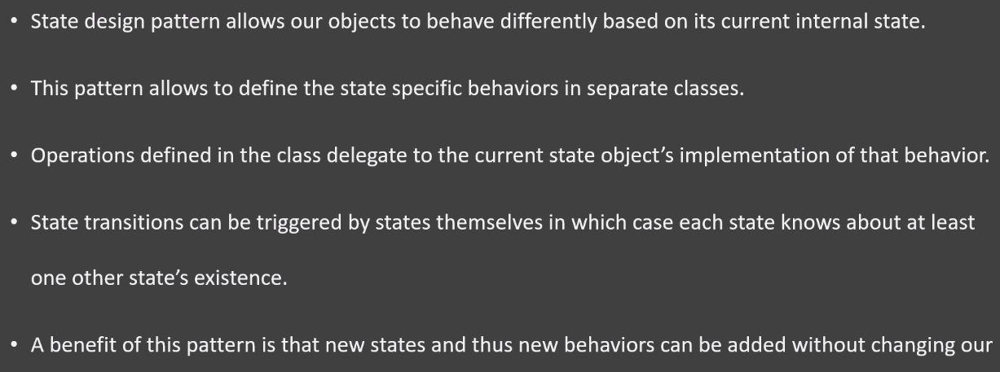 • State design pattern allows our objects to behave differently based on its current internal state.
• This pattern allows to define the state specific behaviors in separate classes.
• Operations defined in the class delegate to the current state object’s implementation of that behavior.
• State transitions can be triggered by states themselves in which case each state knows about at least
one other state’s existence.
• A benefit of this pattern is that new states and thus new behaviors can be added without changing our